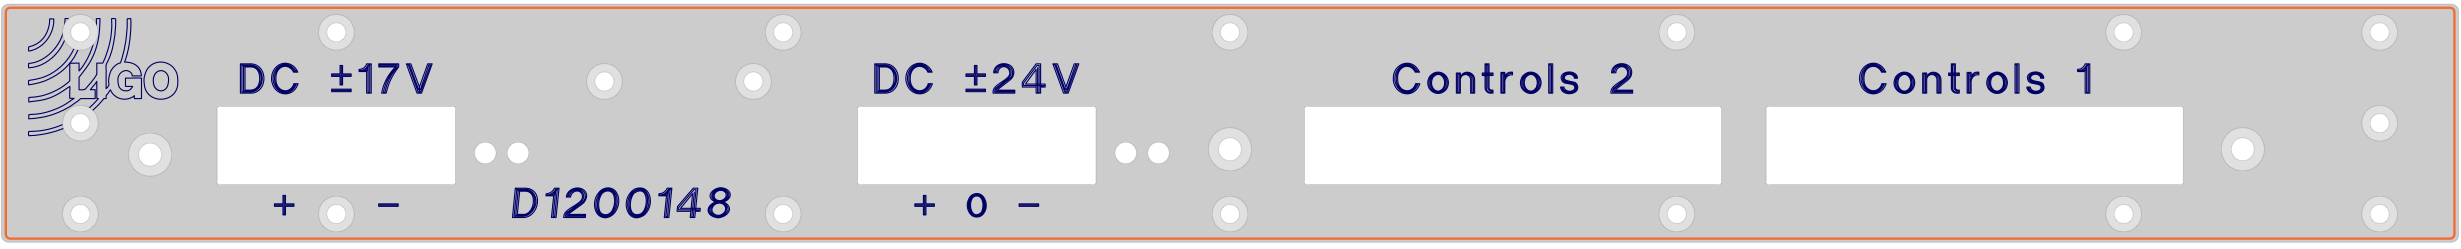 LIGO
DC ±17V
DC ±24V
Controls 2
Controls 1
+ -
D1200148
+ 0 -